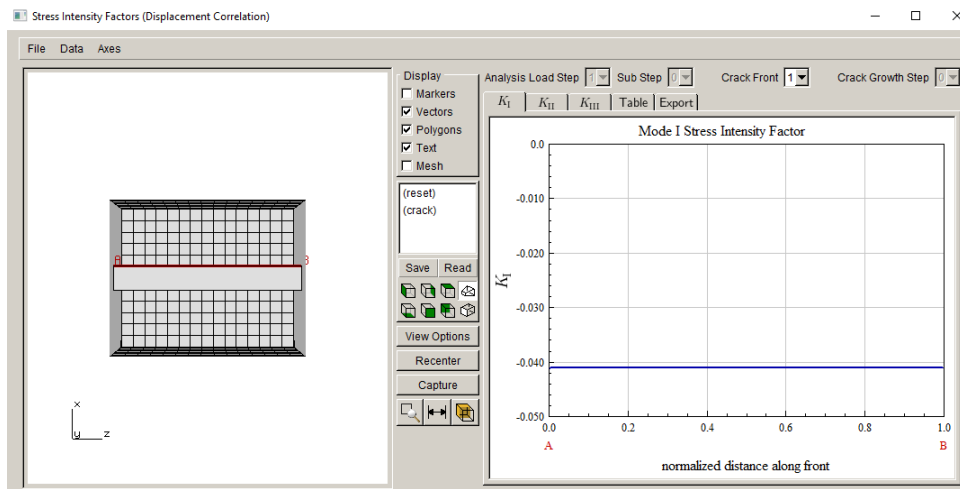 Stress Intensity Factors (Displacement Correlation)
File Data Axes
Display
Markers
Vectors
Polygons
Text
Mesh
(reset)
(crack)
Save Read
View Options
Recenter
Capture
A B
x
y z
Analysis Load Step 1 Sub Step 0 Crack Front 1 Crack Growth Step 0
KI KII KIII Table Export
Mode I Stress Intensity Factor
0.0
-0.010
-0.020
-0.030
-0.040
-0.050
KI
0.0 0.2 0.4 0.6 0.8 1.0
A B
normalized distance along front